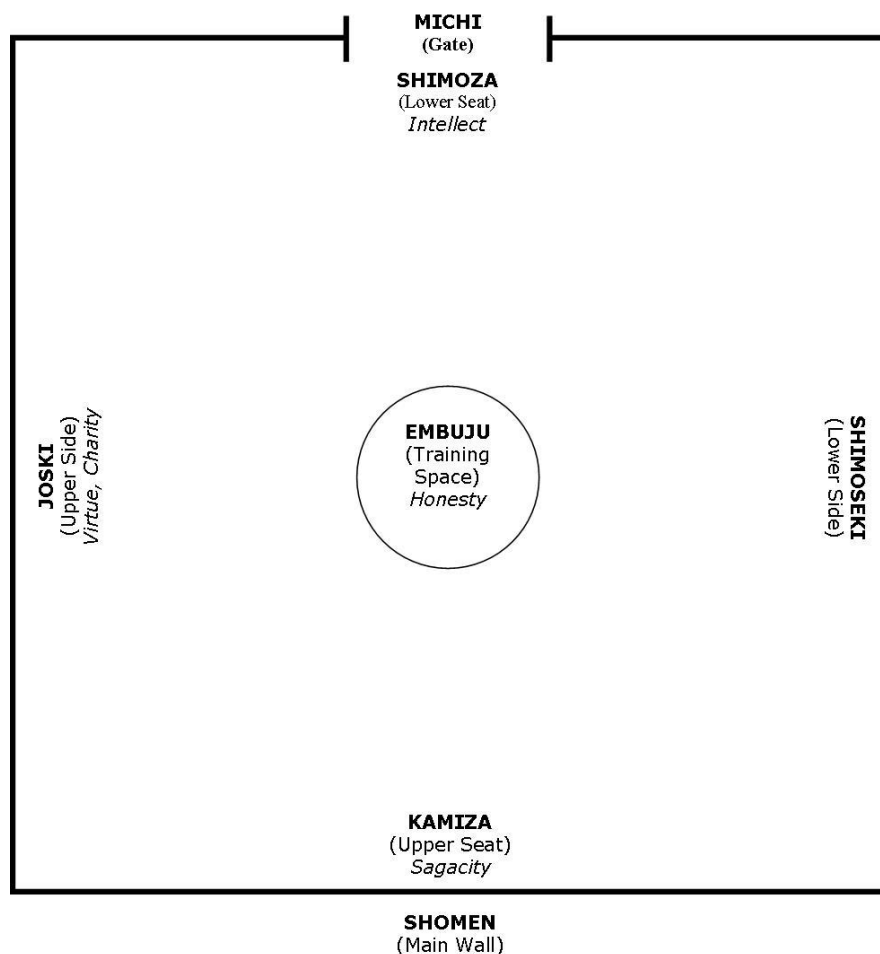 MICHI
(Gate)
SHIMOZA
(Lower Seat)
Intellect
JOSKI
(Upper Side)
Virtue, Charity
EMBUJU
(Training
Space)
Honesty
SHIMOSEKI
(Lower Side)
KAMIZA
(Upper Seat)
Sagacity
SHOMEN
(Main Wall)